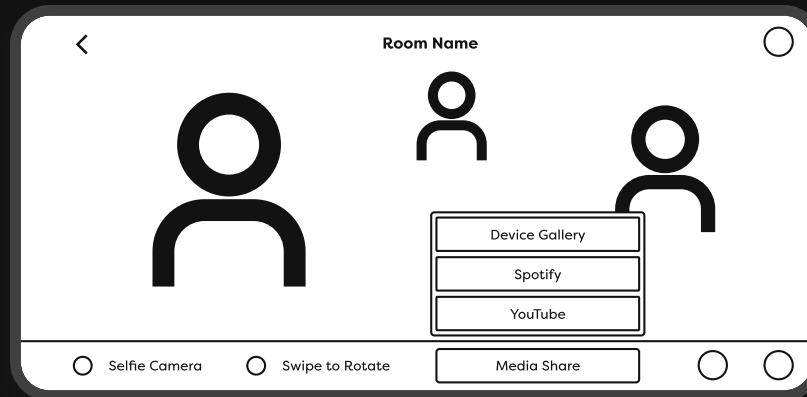 Room Name
Device Gallery
Spotify
YouTube
Selfie Camera
Swipe to Rotate
Media Share